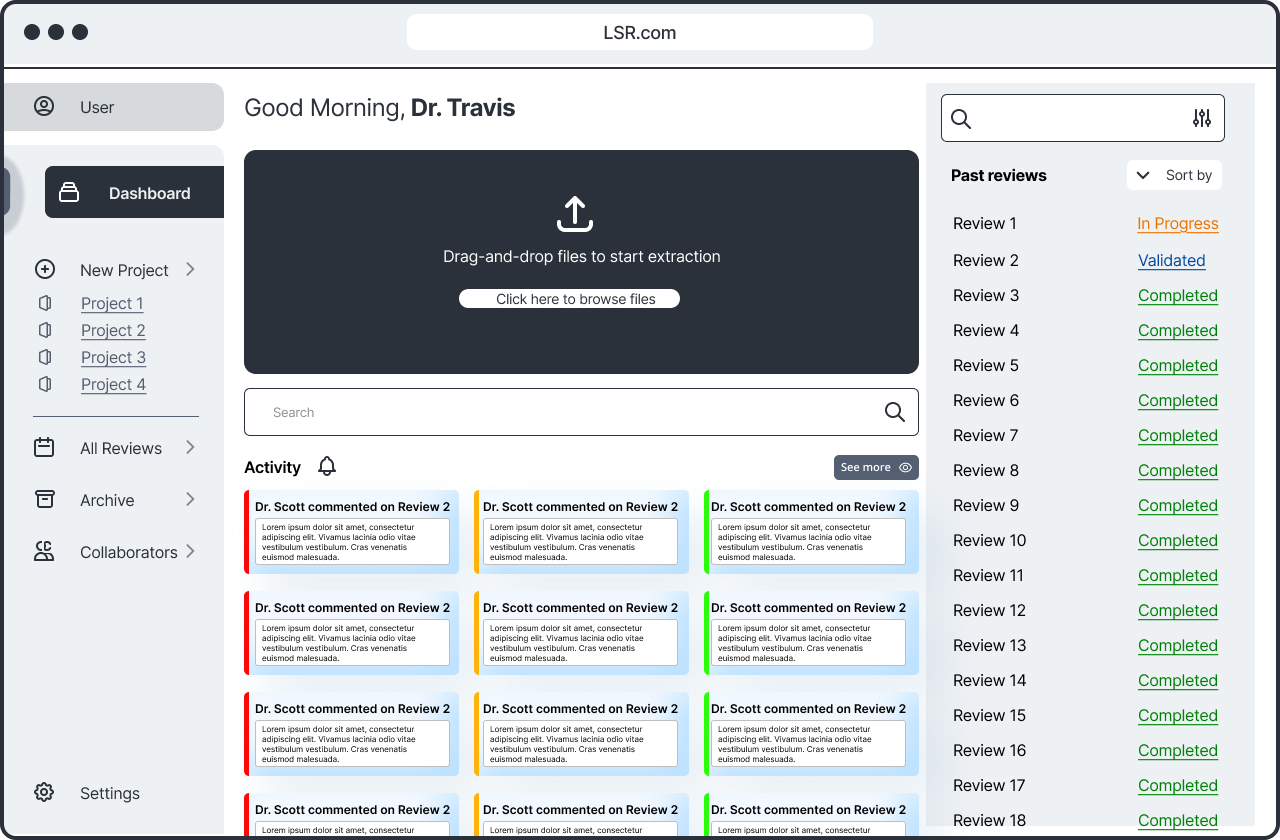 LSR.com
User
Dashboard
New Project
Project 1
Project 2
Project 3
Project 4
All Reviews
Archive
Collaborators
Settings
Good Morning, Dr. Travis
Drag-and-drop files to start extraction
Click here to browse files
Search
Activity
See more
Dr. Scott commented on Review 2
Lorem ipsum dolor sit amet, consectetur
adipiscing elit. Vivamus lacinia odio vitae
vestibulum vestibulum. Cras venenatis
euismod malesuada.
Dr. Scott commented on Review 2
Lorem ipsum dolor sit amet, consectetur
adipiscing elit. Vivamus lacinia odio vitae
vestibulum vestibulum. Cras venenatis
euismod malesuada.
Dr. Scott commented on Review 2
Lorem ipsum dolor sit amet, consectetur
adipiscing elit. Vivamus lacinia odio vitae
vestibulum vestibulum. Cras venenatis
euismod malesuada.
Dr. Scott commented on Review 2
Lorem ipsum dolor sit amet, consectetur
adipiscing elit. Vivamus lacinia odio vitae
vestibulum vestibulum. Cras venenatis
euismod malesuada.
Dr. Scott commented on Review 2
Lorem ipsum dolor sit amet, consectetur
adipiscing elit. Vivamus lacinia odio vitae
vestibulum vestibulum. Cras venenatis
euismod malesuada.
Dr. Scott commented on Review 2
Lorem ipsum dolor sit amet, consectetur
adipiscing elit. Vivamus lacinia odio vitae
vestibulum vestibulum. Cras venenatis
euismod malesuada.
Dr. Scott commented on Review 2
Lorem ipsum dolor sit amet, consectetur
adipiscing elit. Vivamus lacinia odio vitae
vestibulum vestibulum. Cras venenatis
euismod malesuada.
Dr. Scott commented on Review 2
Lorem ipsum dolor sit amet, consectetur
adipiscing elit. Vivamus lacinia odio vitae
vestibulum vestibulum. Cras venenatis
euismod malesuada.
Dr. Scott commented on Review 2
Lorem ipsum dolor sit amet, consectetur
adipiscing elit. Vivamus lacinia odio vitae
vestibulum vestibulum. Cras venenatis
euismod malesuada.
Dr. Scott commented on Review 2
Lorem ipsum dolor sit amet, consectetur
Dr. Scott commented on Review 2
Lorem ipsum dolor sit amet, consectetur
Dr. Scott commented on Review 2
Lorem ipsum dolor sit amet, consectetur
Past reviews
Sort by
Review 1 In Progress
Review 2 Validated
Review 3 Completed
Review 4 Completed
Review 5 Completed
Review 6 Completed
Review 7 Completed
Review 8 Completed
Review 9 Completed
Review 10 Completed
Review 11 Completed
Review 12 Completed
Review 13 Completed
Review 14 Completed
Review 15 Completed
Review 16 Completed
Review 17 Completed
Review 18 Completed